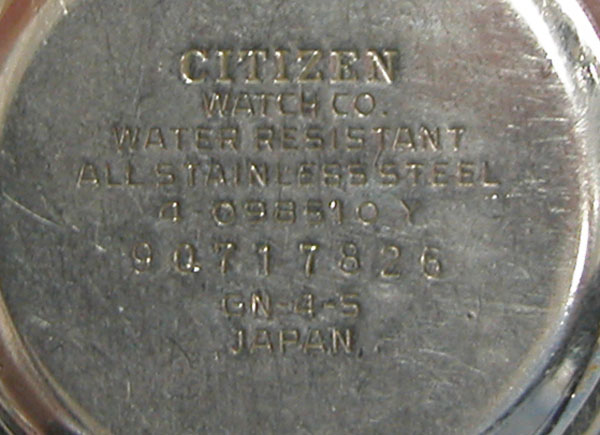 CITIZEN
WATCH CO.
WATER RESISTANT
ALL STAINLESS STEEL
4-098510 Y
90717826
GN-4-S
JAPAN